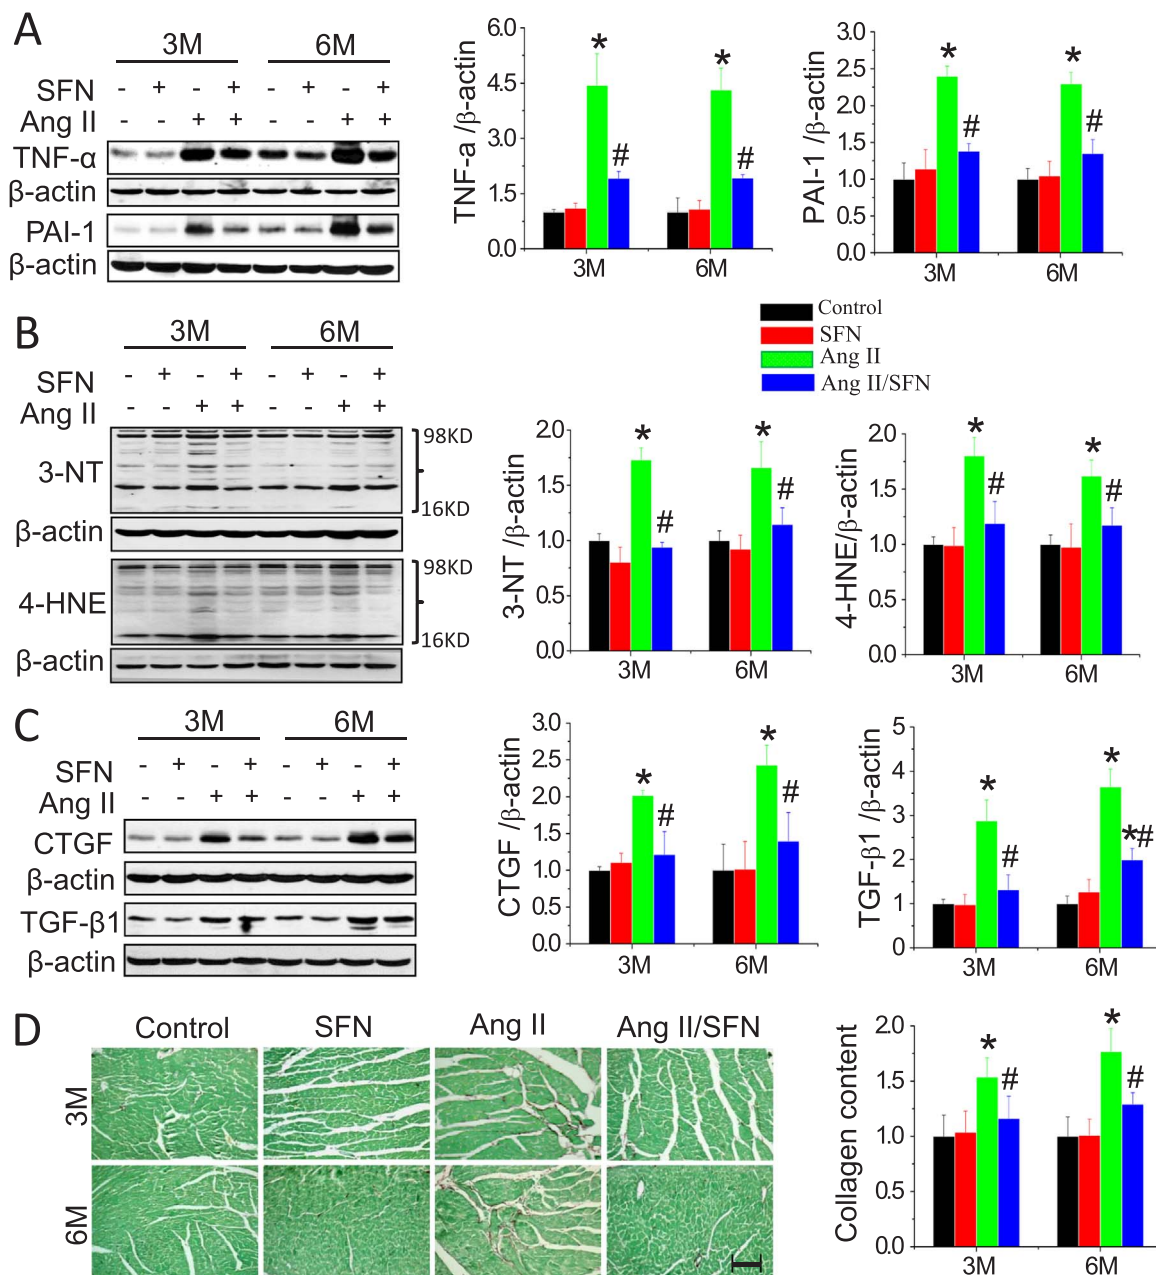 A
3M 6M
SFN - + - + - + - +
Ang II - - + + - - + +
TNF-α
β-actin
PAI-1
β-actin
TNF-a /β-actin
6.0
4.5
3.0
1.5
0.0
* # * #
3M 6M
PAI-1 /β-actin
3.0
2.5
2.0
1.5
1.0
0.5
0.0
* # * #
3M 6M
Control
SFN
Ang II
Ang II/SFN
B
3M 6M
SFN - + - + - + - +
Ang II - - + + - - + +
3-NT
98KD
16KD
β-actin
4-HNE
98KD
16KD
β-actin
3-NT /β-actin
2.0
1.5
1.0
0.5
0.0
* # * #
3M 6M
4-HNE/β-actin
2.0
1.5
1.0
0.5
0.0
* # * #
3M 6M
C
3M 6M
SFN - + - + - + - +
Ang II - - + + - - + +
CTGF
β-actin
TGF-β1
β-actin
CTGF /β-actin
3.0
2.5
2.0
1.5
1.0
0.5
0.0
* # * #
3M 6M
TGF-β1 /β-actin
5
4
3
2
1
0
* # * *#
3M 6M
D
Control SFN Ang II Ang II/SFN
3M
6M
Collagen content
2.0
1.5
1.0
0.5
0.0
* # * #
3M 6M